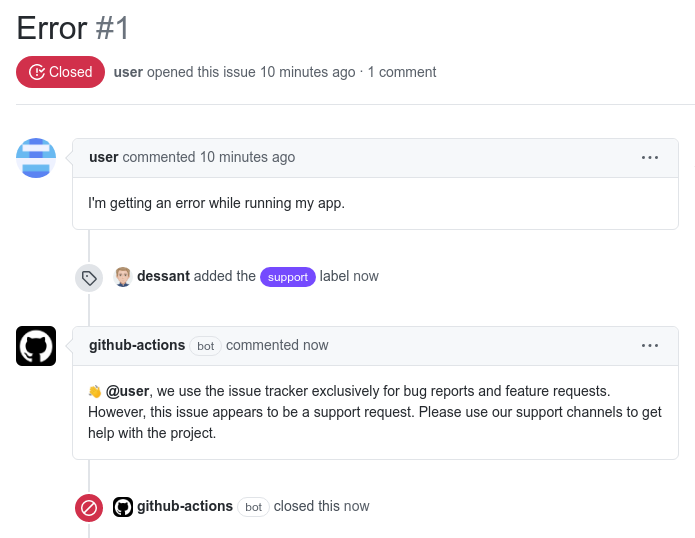 Error #1
Closed user opened this issue 10 minutes ago · 1 comment
user commented 10 minutes ago
I'm getting an error while running my app.
dessant added the support label now
github-actions bot commented now
👋 @user, we use the issue tracker exclusively for bug reports and feature requests.
However, this issue appears to be a support request. Please use our support channels to get
help with the project.
github-actions bot closed this now